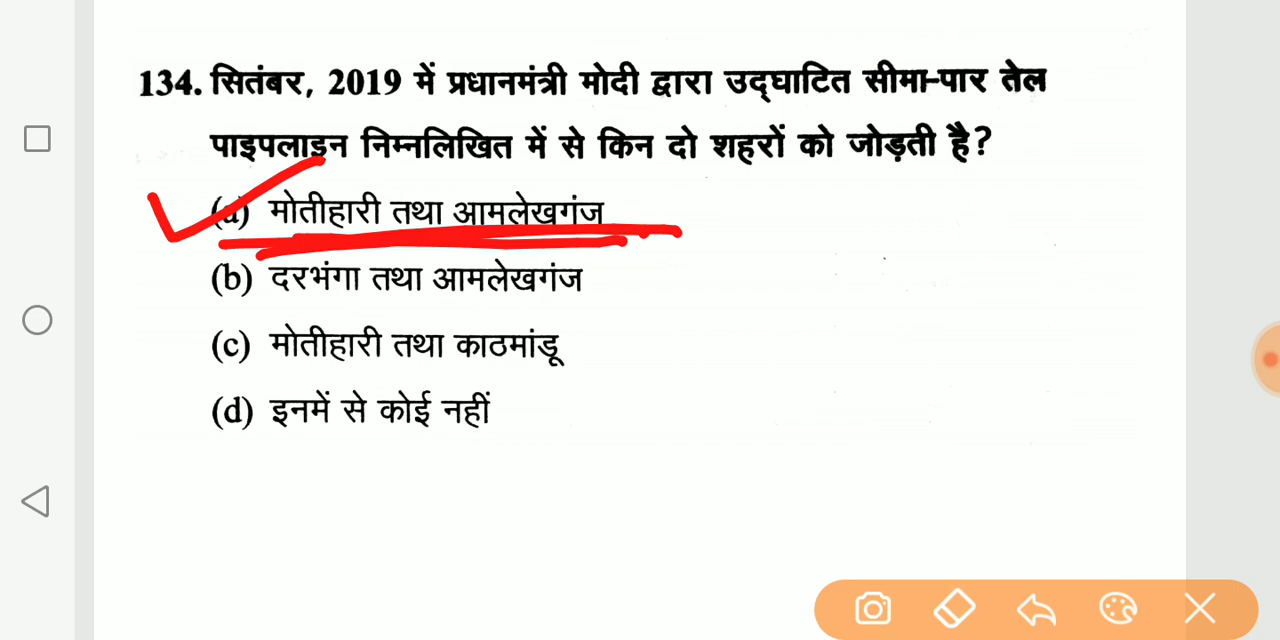 134. सितंबर, 2019 में प्रधानमंत्री मोदी द्वारा उद्घाटित सीमा-पार तेल
पाइपलाइन निम्नलिखित में से किन दो शहरों को जोड़ती है?
(a) मोतीहारी तथा आमलेखगंज
(b) दरभंगा तथा आमलेखगंज
(c) मोतीहारी तथा काठमांडू
(d) इनमें से कोई नहीं